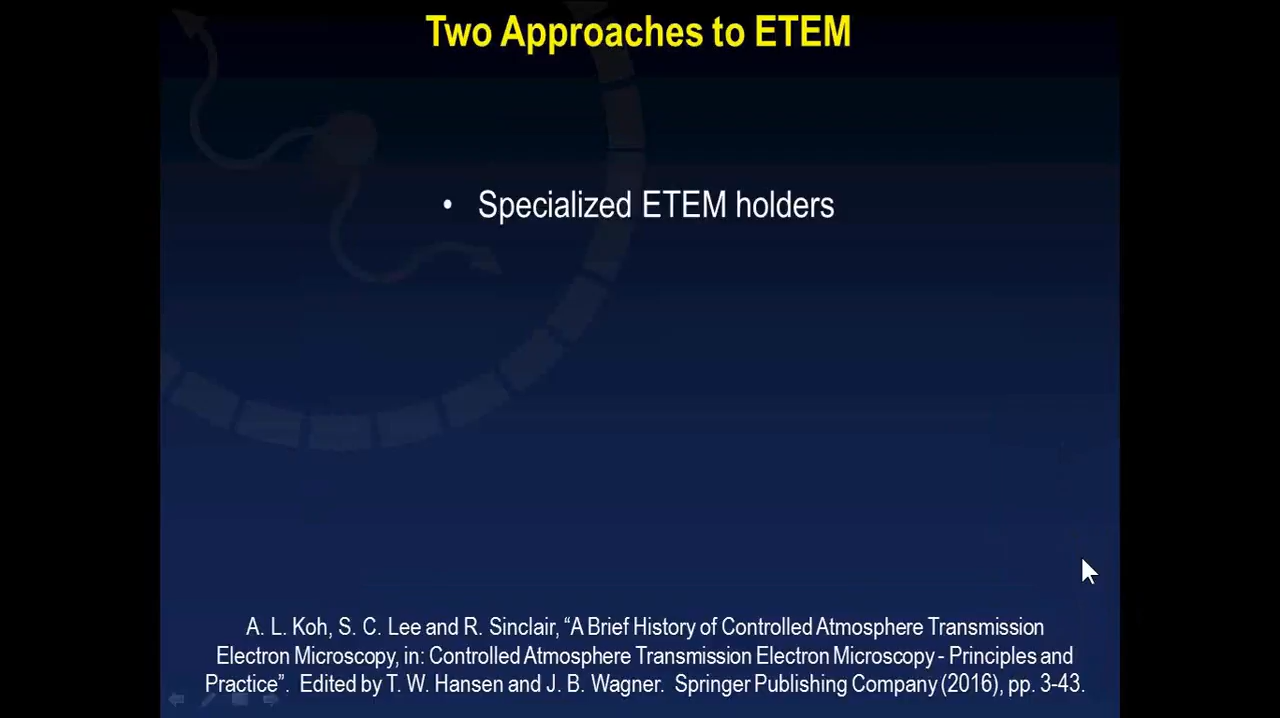 Two Approaches to ETEM
• Specialized ETEM holders
A. L. Koh, S. C. Lee and R. Sinclair, “A Brief History of Controlled Atmosphere Transmission
Electron Microscopy, in: Controlled Atmosphere Transmission Electron Microscopy - Principles and
Practice”. Edited by T. W. Hansen and J. B. Wagner. Springer Publishing Company (2016), pp. 3-43.